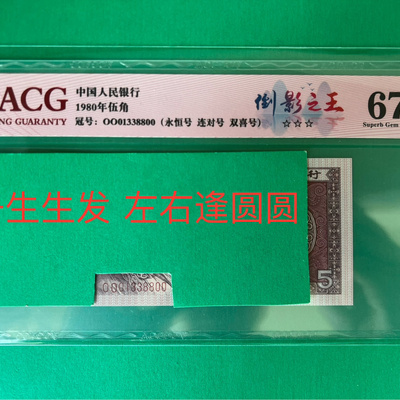 ACG
NG GUARANTY
中国人民银行
1980年伍角
冠号：OO01338800（永恒号 连对号 双喜号）
倒影之王
☆☆☆
67
Superb Gem
生生发 左右逢圆圆
行
5
OO01338800